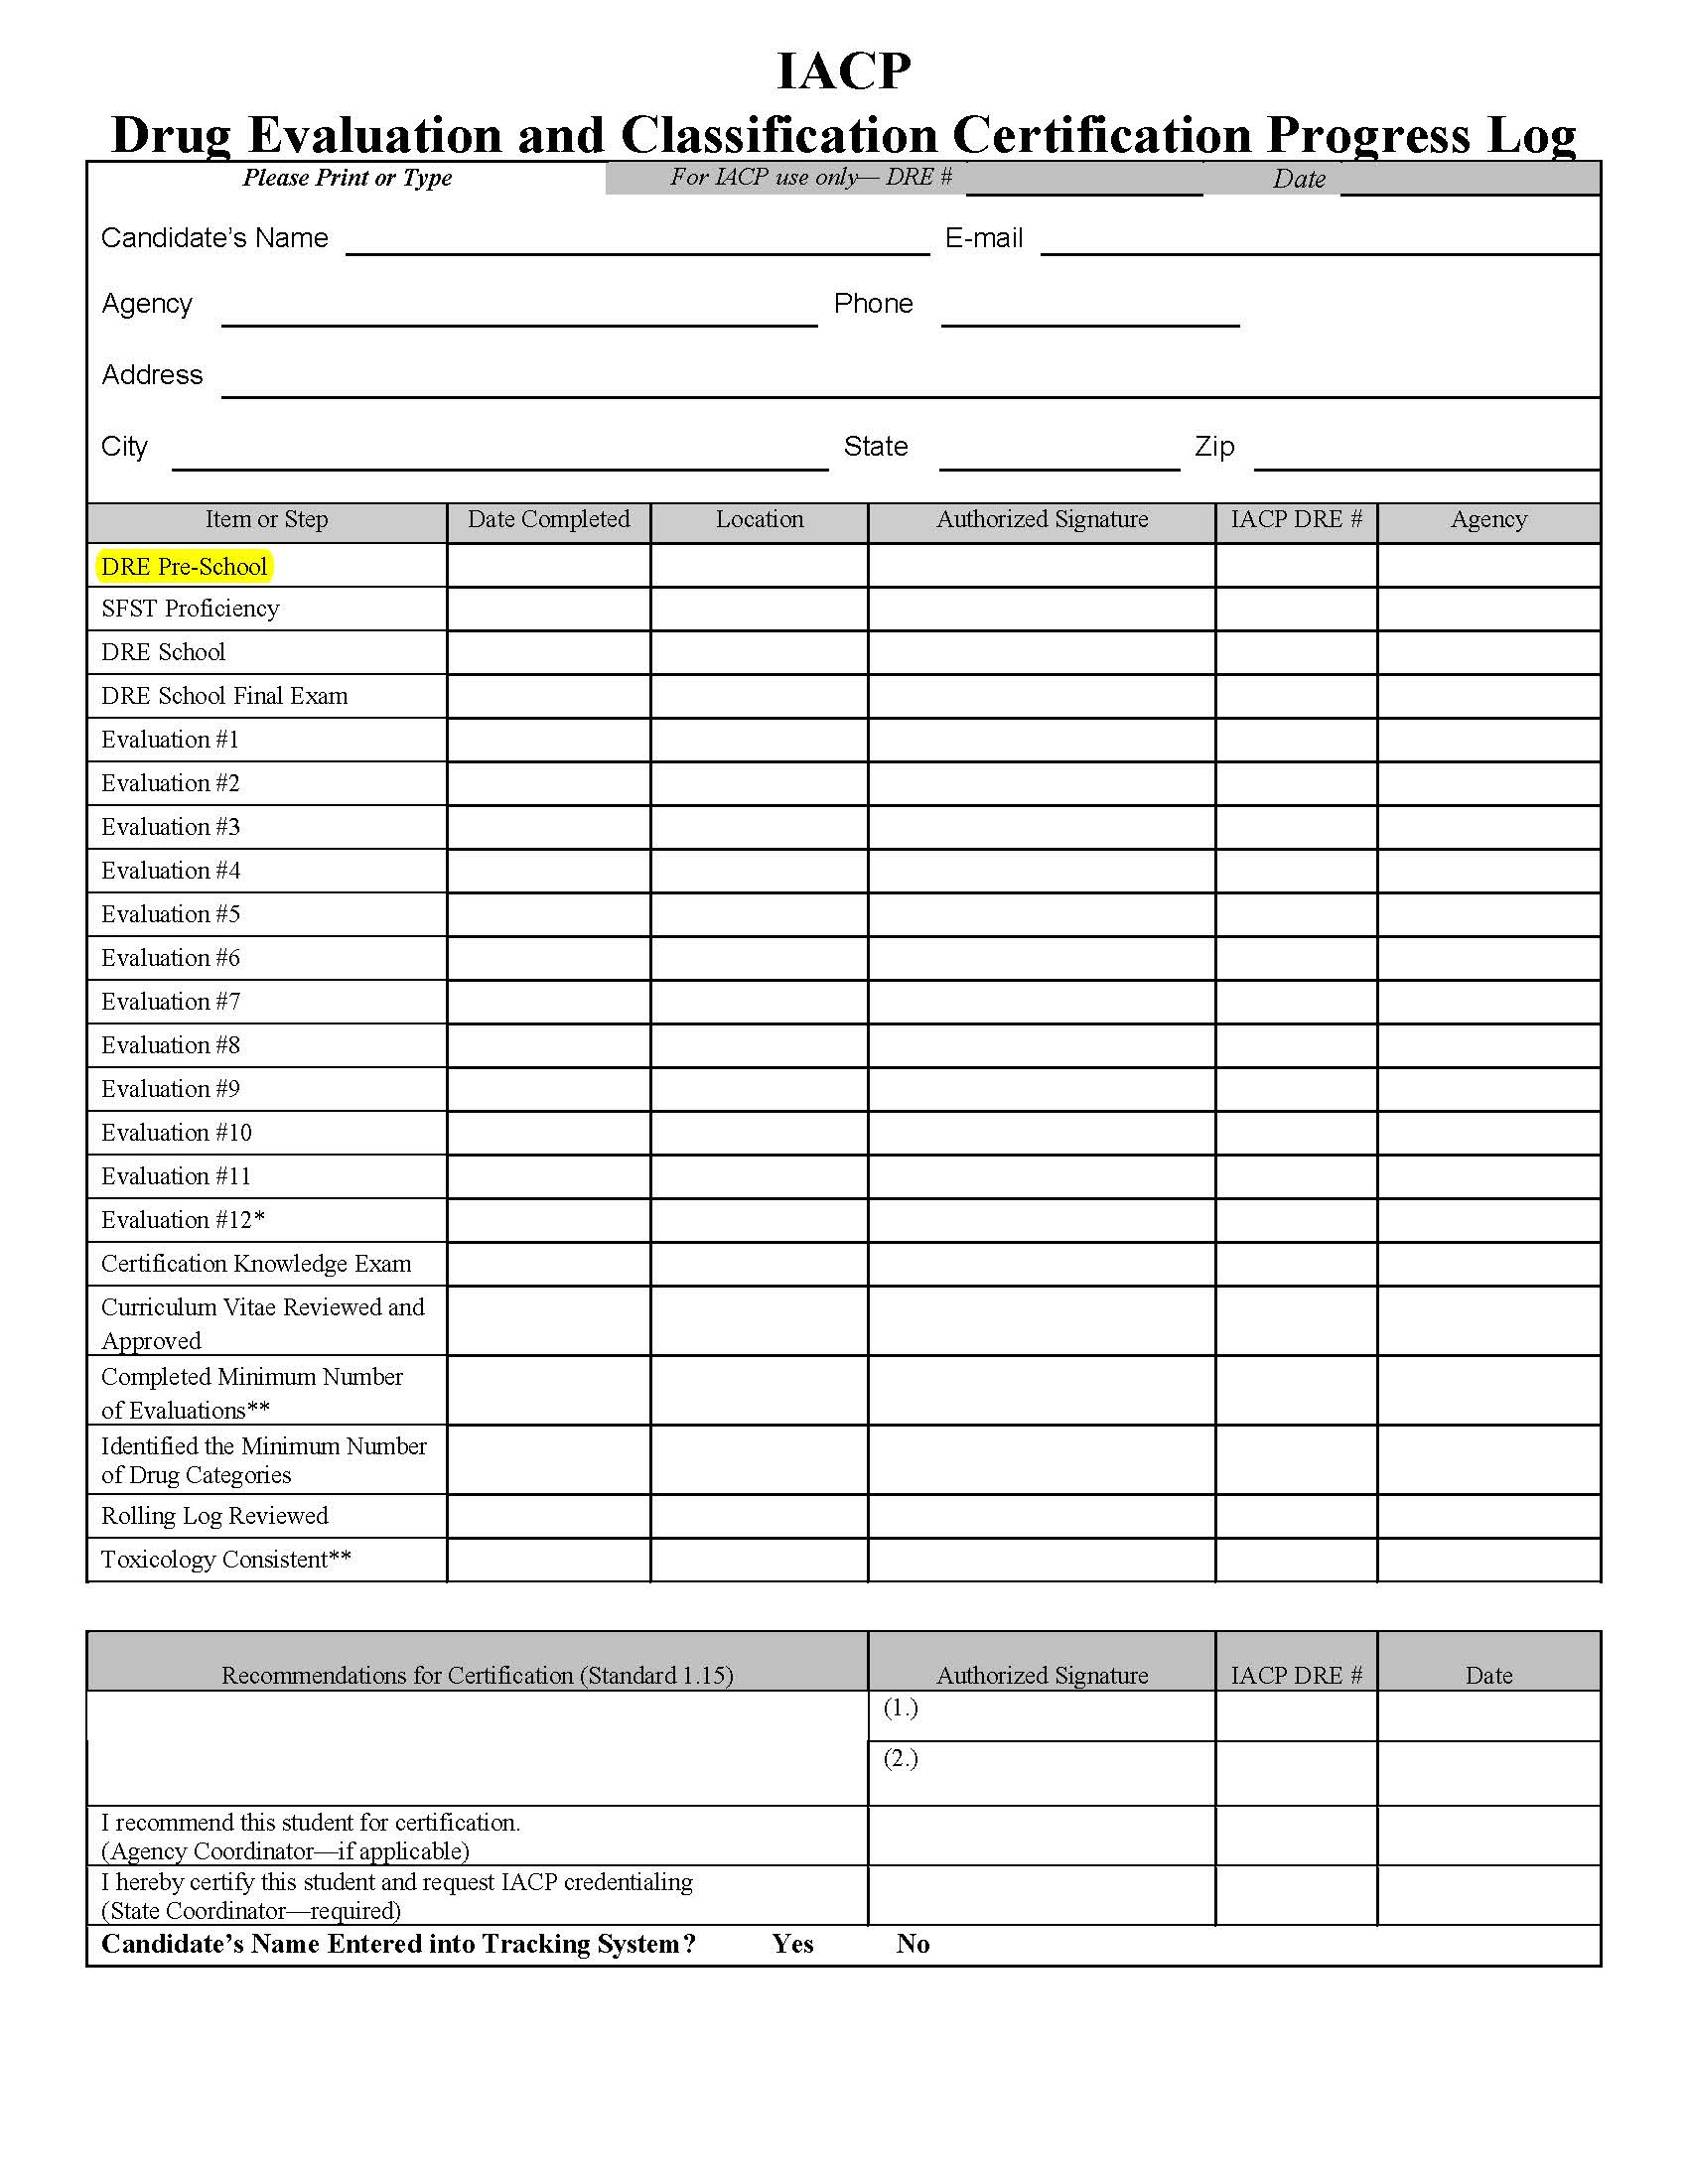 IACP
Drug Evaluation and Classification Certification Progress Log
Please Print or Type For IACP use only— DRE # Date
Candidate’s Name E-mail
Agency Phone
Address
City State Zip
Item or Step Date Completed Location Authorized Signature IACP DRE # Agency
DRE Pre-School
SFST Proficiency
DRE School
DRE School Final Exam
Evaluation #1
Evaluation #2
Evaluation #3
Evaluation #4
Evaluation #5
Evaluation #6
Evaluation #7
Evaluation #8
Evaluation #9
Evaluation #10
Evaluation #11
Evaluation #12*
Certification Knowledge Exam
Curriculum Vitae Reviewed and
Approved
Completed Minimum Number
of Evaluations**
Identified the Minimum Number
of Drug Categories
Rolling Log Reviewed
Toxicology Consistent**
Recommendations for Certification (Standard 1.15) Authorized Signature IACP DRE # Date
(1.)
(2.)
I recommend this student for certification.
(Agency Coordinator—if applicable)
I hereby certify this student and request IACP credentialing
(State Coordinator—required)
Candidate’s Name Entered into Tracking System? Yes No